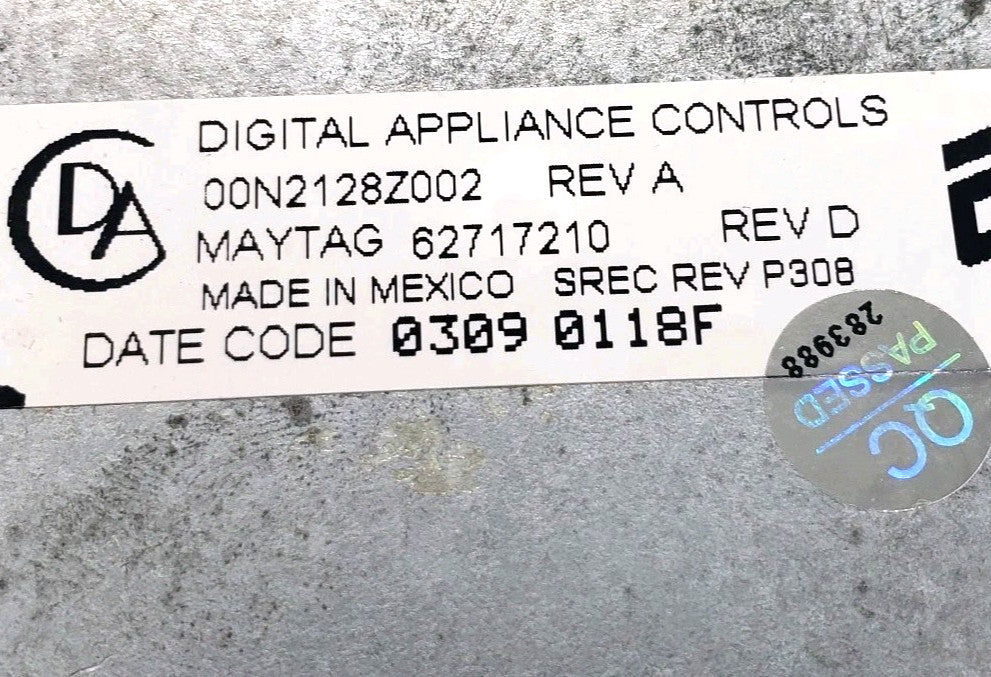 CDA
DIGITAL APPLIANCE CONTROLS
00N2128Z002 REV A
MAYTAG 62717210 REV D
MADE IN MEXICO SREC REV P308
DATE CODE 0309 0118F
283988
PASSED
QC